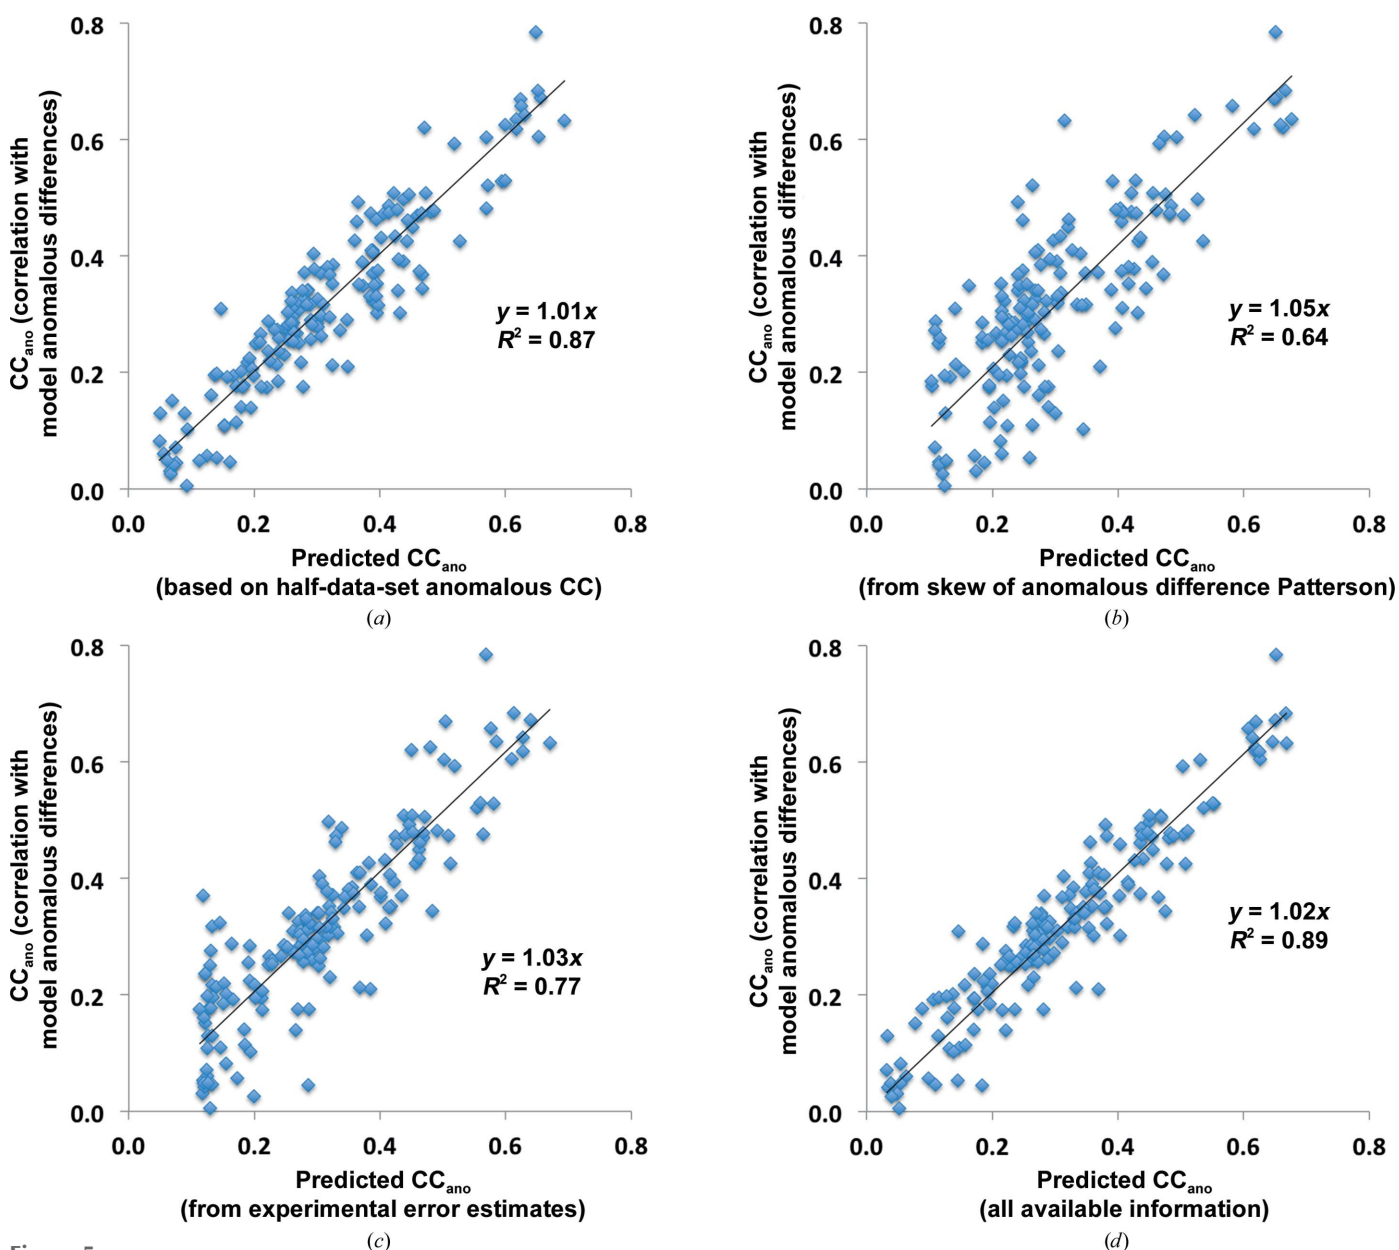 0.8
0.6
0.4
0.2
0.0
0.0 0.2 0.4 0.6 0.8
CCano (correlation with
model anomalous differences)
y = 1.01x
R2 = 0.87
Predicted CCano
(based on half-data-set anomalous CC)
(a)
0.8
0.6
0.4
0.2
0.0
0.0 0.2 0.4 0.6 0.8
CCano (correlation with
model anomalous differences)
y = 1.05x
R2 = 0.64
Predicted CCano
(from skew of anomalous difference Patterson)
(b)
0.8
0.6
0.4
0.2
0.0
0.0 0.2 0.4 0.6 0.8
CCano (correlation with
model anomalous differences)
y = 1.03x
R2 = 0.77
Predicted CCano
(from experimental error estimates)
(c)
0.8
0.6
0.4
0.2
0.0
0.0 0.2 0.4 0.6 0.8
CCano (correlation with
model anomalous differences)
y = 1.02x
R2 = 0.89
Predicted CCano
(all available information)
(d)